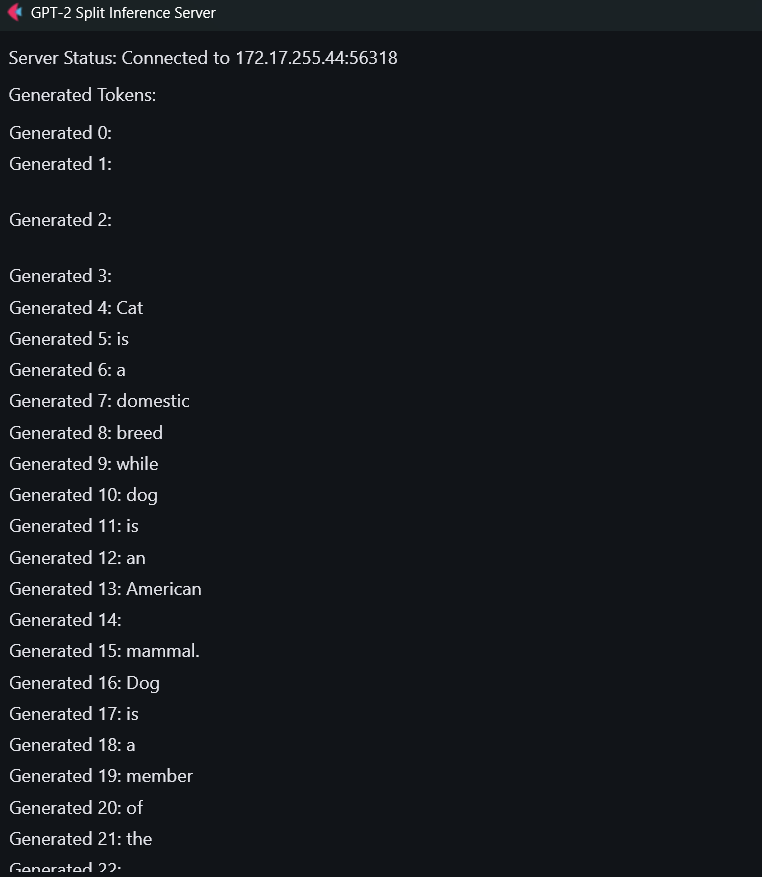 GPT-2 Split Inference Server
Server Status: Connected to 172.17.255.44:56318
Generated Tokens:
Generated 0:
Generated 1:
Generated 2:
Generated 3:
Generated 4: Cat
Generated 5: is
Generated 6: a
Generated 7: domestic
Generated 8: breed
Generated 9: while
Generated 10: dog
Generated 11: is
Generated 12: an
Generated 13: American
Generated 14:
Generated 15: mammal.
Generated 16: Dog
Generated 17: is
Generated 18: a
Generated 19: member
Generated 20: of
Generated 21: the
Generated 22: